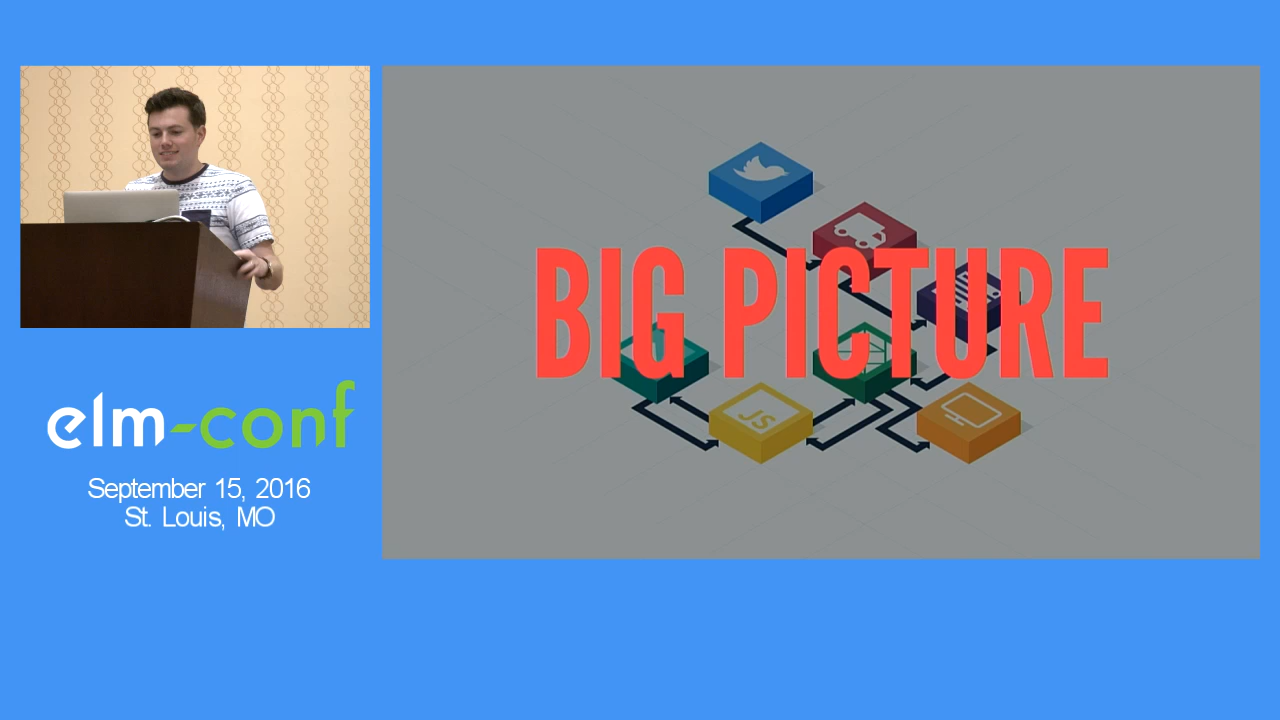 BIG PICTURE
JS
elm-conf
September 15, 2016
St. Louis, MO